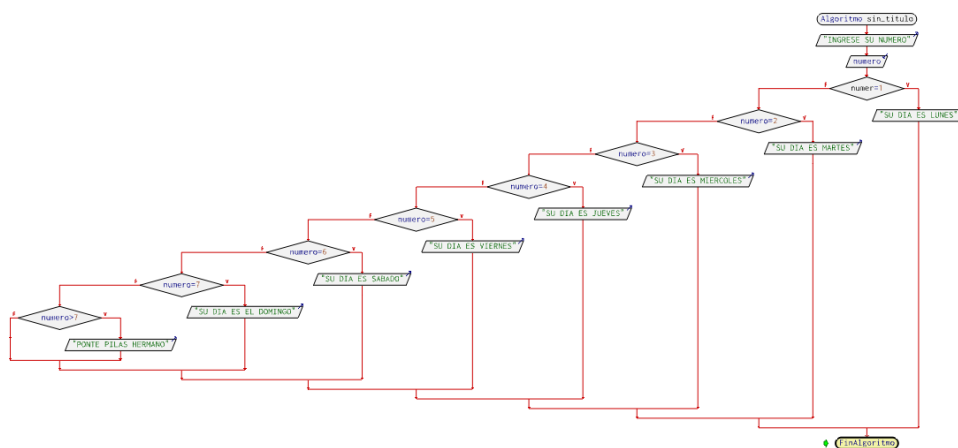 Algoritmo sin_titulo
"INGRESE SU NUMERO"
numero
numer=1
F
V
"SU DIA ES LUNES"
numero=2
F
V
"SU DIA ES MARTES"
numero=3
F
V
"SU DIA ES MIERCOLES"
numero=4
F
V
"SU DIA ES JUEVES"
numero=5
F
V
"SU DIA ES VIERNES"
numero=6
F
V
"SU DIA ES SABADO"
numero=7
F
V
"SU DIA ES EL DOMINGO"
numero>7
F
V
"PONTE PILAS HERMANO"
FinAlgoritmo